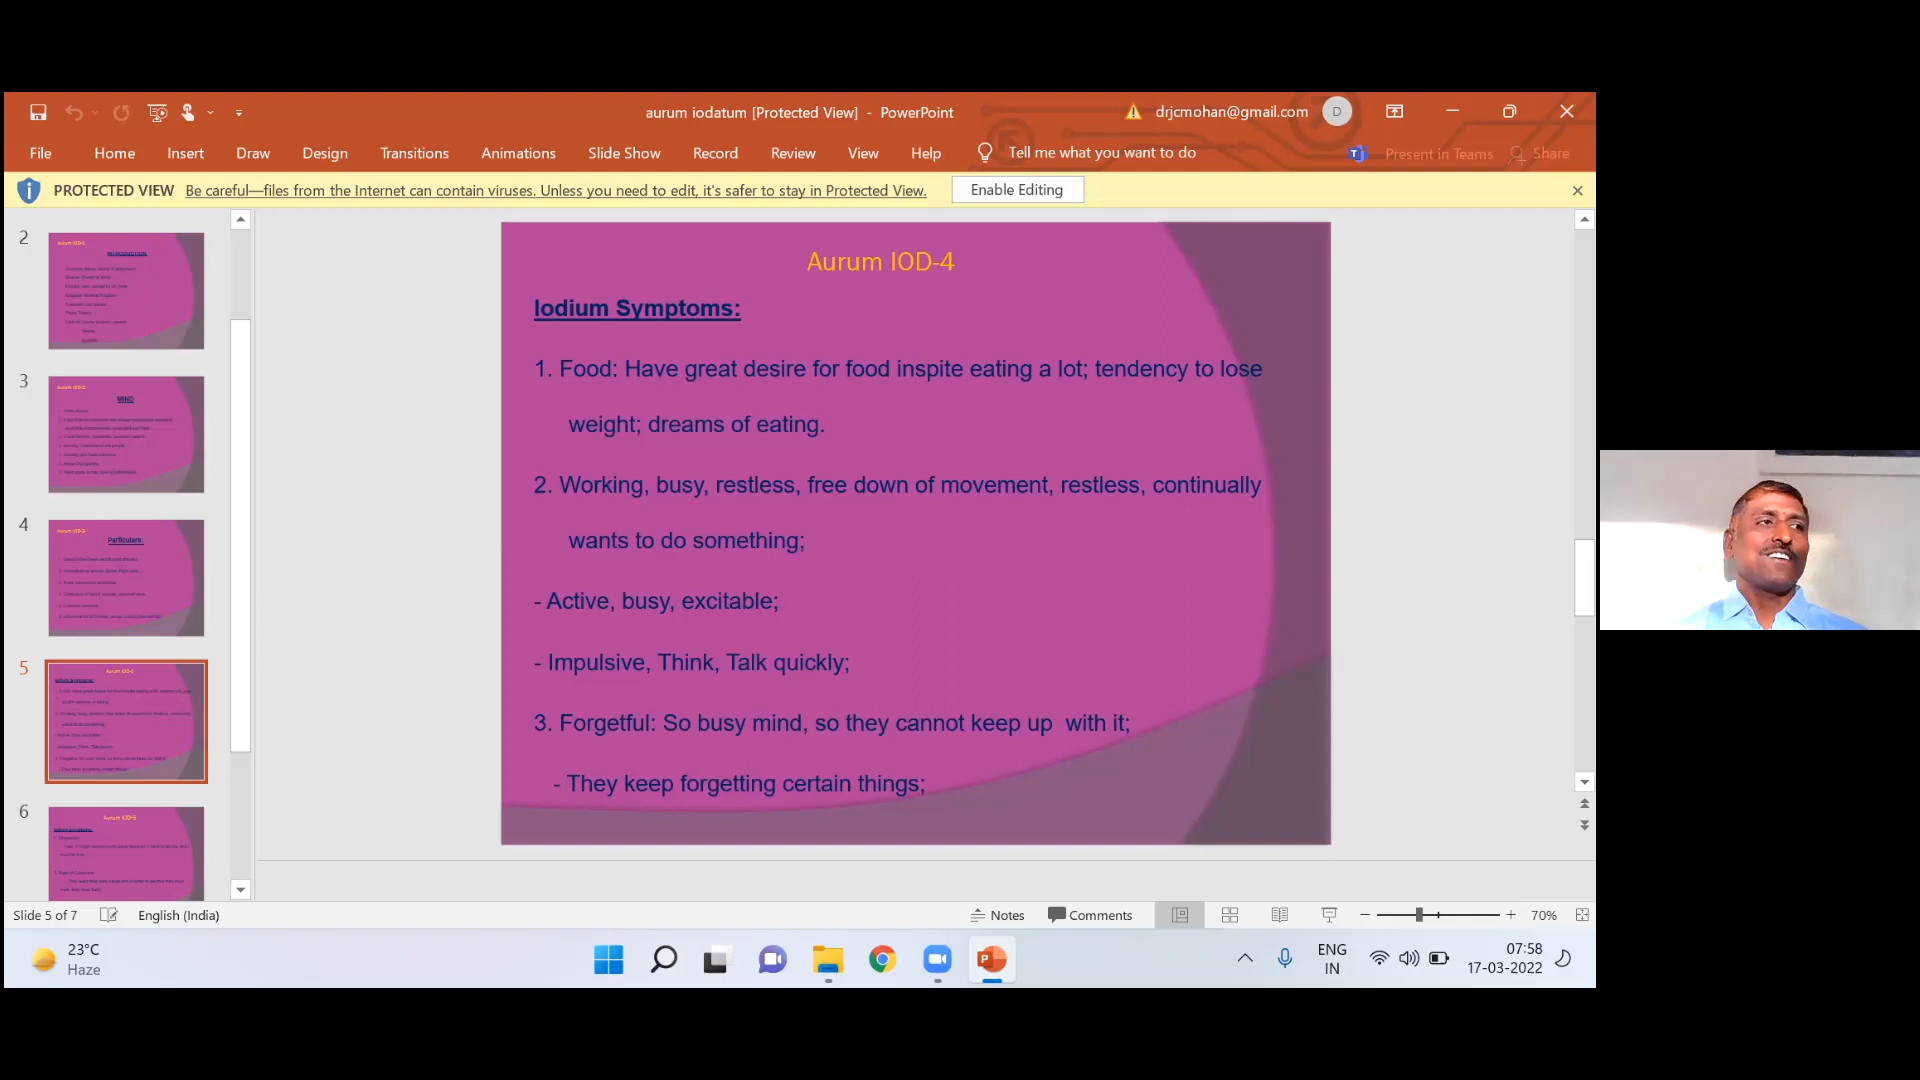 aurum iodatum [Protected View] - PowerPoint
drjcmohan@gmail.com
D
File
Home
Insert
Draw
Design
Transitions
Animations
Slide Show
Record
Review
View
Help
Tell me what you want to do
Present in Teams
Share
PROTECTED VIEW
Be careful—files from the Internet can contain viruses. Unless you need to edit, it's safer to stay in Protected View.
Enable Editing
2
3
MIND
4
Particulars:
5
6
Aurum IOD-4
Iodium Symptoms:
1. Food: Have great desire for food inspite eating a lot; tendency to lose
weight; dreams of eating.
2. Working, busy, restless, free down of movement, restless, continually
wants to do something;
- Active, busy, excitable;
- Impulsive, Think, Talk quickly;
3. Forgetful: So busy mind, so they cannot keep up with it;
- They keep forgetting certain things;
Slide 5 of 7
English (India)
Notes
Comments
70%
23°C
Haze
ENG
IN
07:58
17-03-2022